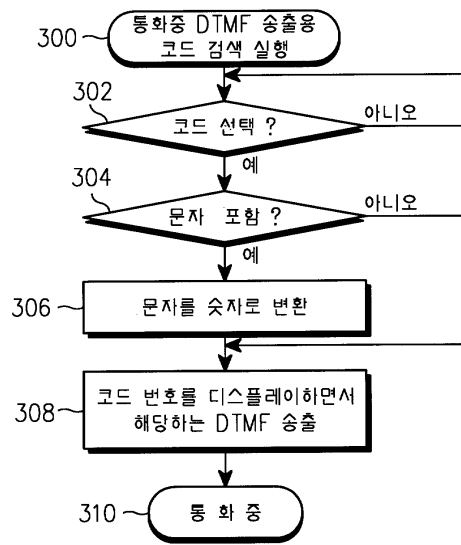 300
통화중 DTMF 송출용
코드 검색 실행
302
코드 선택 ?
아니오
예
304
문자 포함 ?
아니오
예
306
문자를 숫자로 변환
308
코드 번호를 디스플레이하면서
해당하는 DTMF 송출
310
통 화 중